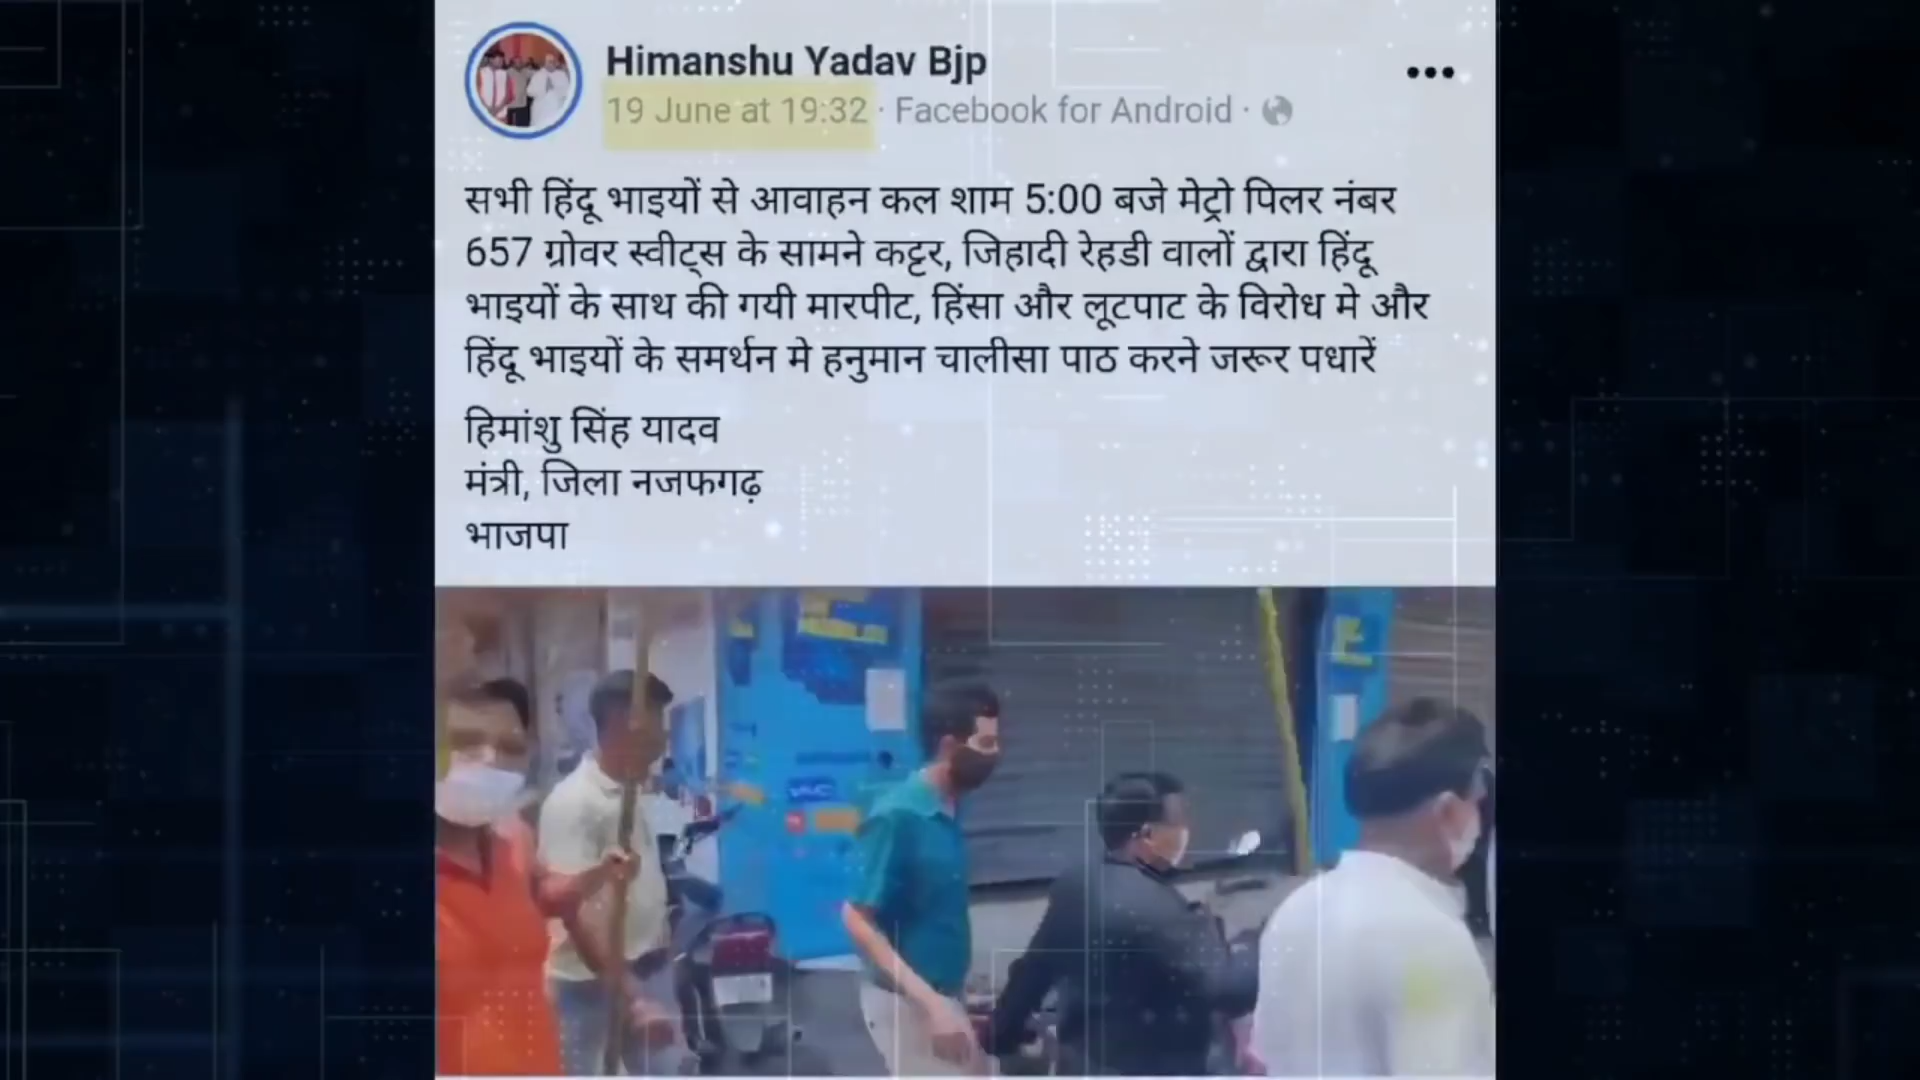 Himanshu Yadav Bjp
19 June at 19:32 · Facebook for Android ·
सभी हिंदू भाइयों से आवाहन कल शाम 5:00 बजे मेट्रो पिलर नंबर
657 ग्रोवर स्वीट्स के सामने कट्टर, जिहादी रेहडी वालों द्वारा हिंदू
भाइयों के साथ की गयी मारपीट, हिंसा और लूटपाट के विरोध मे और
हिंदू भाइयों के समर्थन मे हनुमान चालीसा पाठ करने जरूर पधारें
हिमांशु सिंह यादव
मंत्री, जिला नजफगढ़
भाजपा